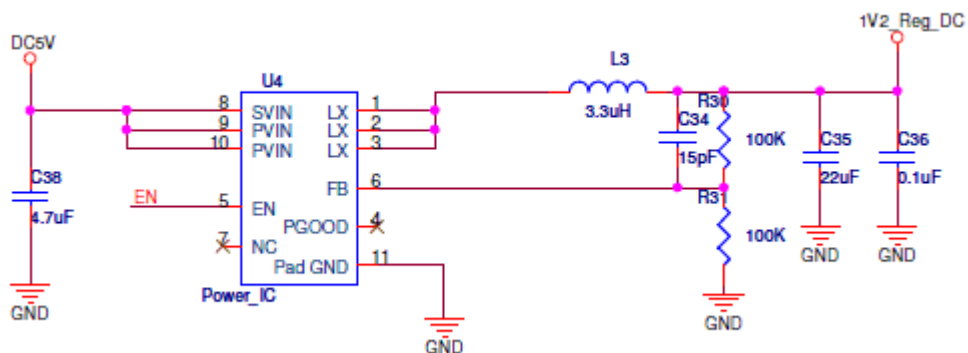 1V2_Reg_DC
DC5V
U4
L3
3.3uH
8 SVIN LX 1
9 PVIN LX 2
10 PVIN LX 3
R30
C34
15pF
100K
C35
22uF
C36
0.1uF
C38
4.7uF
FB 6
EN 5 EN
R31
PGOOD 4
7 NC
100K
Pad GND 11
Power_IC
GND
GND
GND
GND
GND